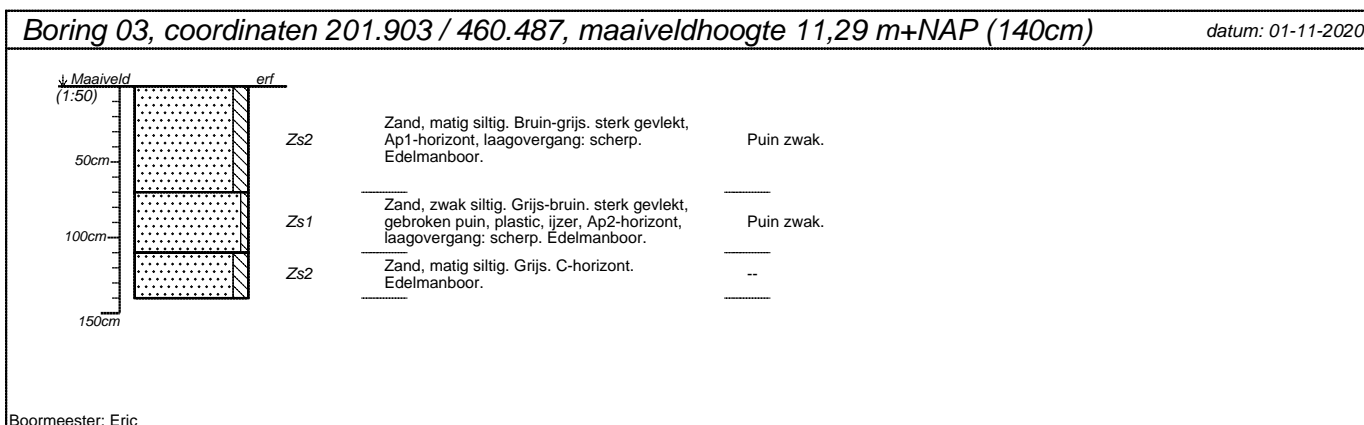 Boring 03, coordinaten 201.903 / 460.487, maaiveldhoogte 11,29 m+NAP (140cm)
datum: 01-11-2020
Maaiveld
erf
(1:50)
Zs2
Zand, matig siltig. Bruin-grijs. sterk gevlekt,
Ap1-horizont, laagovergang: scherp.
Edelmanboor.
Puin zwak.
50cm
Zs1
Zand, zwak siltig. Grijs-bruin. sterk gevlekt,
gebroken puin, plastic, ijzer, Ap2-horizont,
laagovergang: scherp. Edelmanboor.
Puin zwak.
100cm
Zs2
Zand, matig siltig. Grijs. C-horizont.
Edelmanboor.
--
150cm
Boormeester: Eric